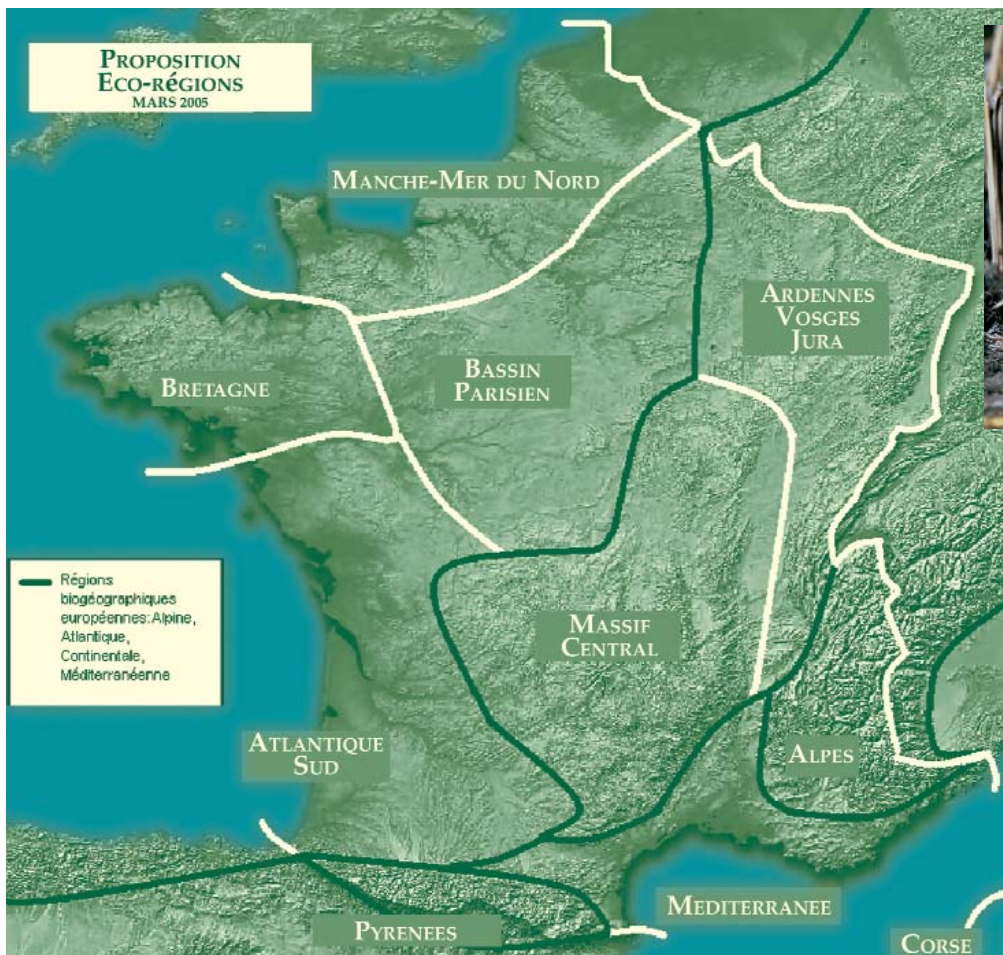 PROPOSITION
ECO-RéGIONS
MARS 2005
MANCHE-MER DU NORD
ARDENNES
VOSGES
JURA
BASSIN
PARISIEN
BRETAGNE
Régions
biogéographiques
européennes: Alpine,
Atlantique,
Continentale,
Méditerranéenne
MASSIF
CENTRAL
ATLANTIQUE
SUD
ALPES
MEDITERRANEE
PYRENEES
CORSE